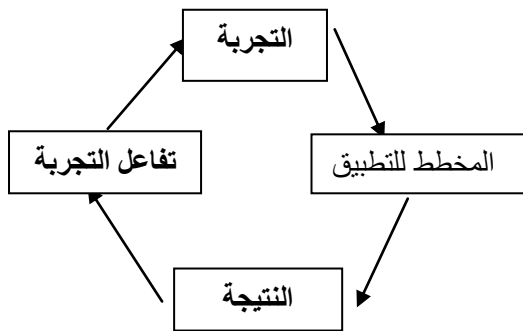 التجربة
المخطط للتطبيق
تفاعل التجربة
النتيجة